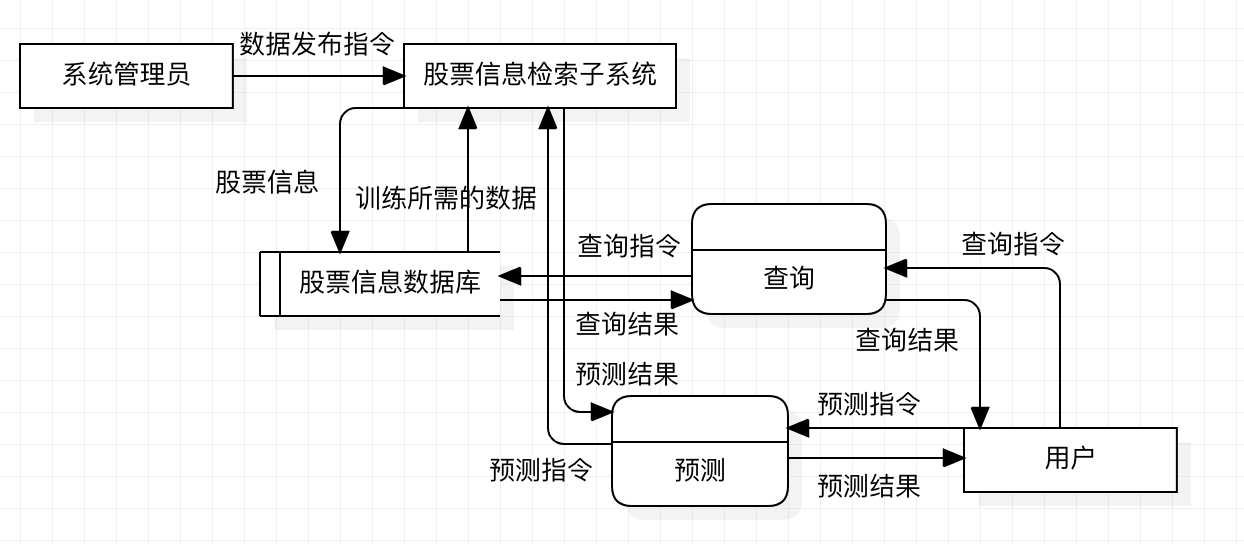 数据发布指令
系统管理员
股票信息检索子系统
股票信息
训练所需的数据
查询指令
查询指令
股票信息数据库
查询
查询结果
查询结果
预测结果
预测指令
用户
预测指令
预测
预测结果